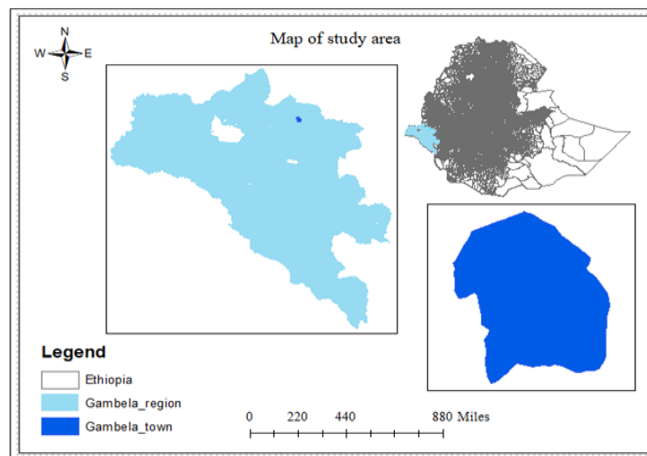 Map of study area
N
W E
S
Legend
Ethiopia
Gambela_region
Gambela_town
0 220 440 880 Miles